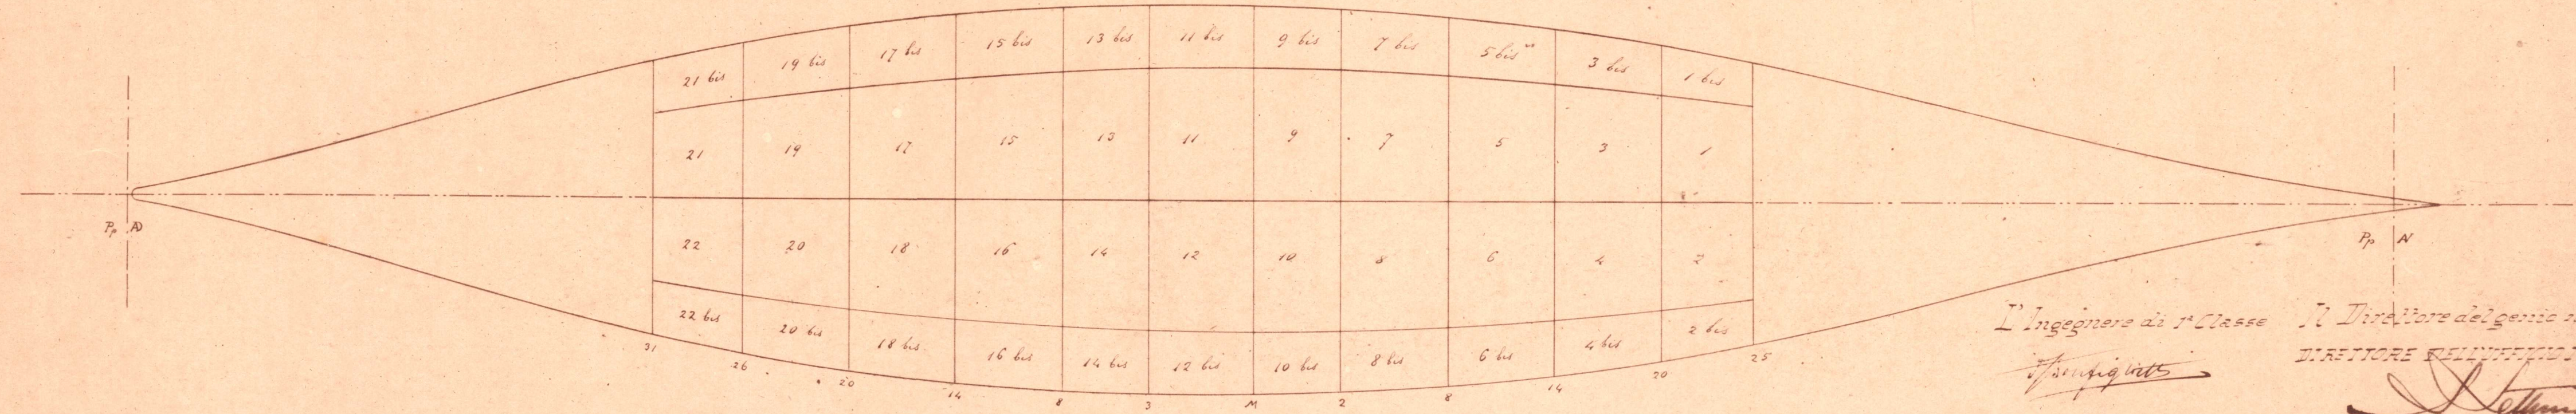 21 bis 19 bis 17 bis 15 bis 13 bis 11 bis 9 bis 7 bis 5 bis 3 bis 1 bis
21 19 17 15 13 11 9 7 5 3 1
Pp AD
Pp AV
22 20 18 16 14 12 10 8 6 4 2
22 bis 20 bis 18 bis 16 bis 14 bis 12 bis 10 bis 8 bis 6 bis 4 bis 2 bis
31 26 20 14 8 3 M 2 8 14 20 25
L'Ingegnere di 1ª Classe
Il Direttore del genio
DIRETTORE DELL'UFFICIO